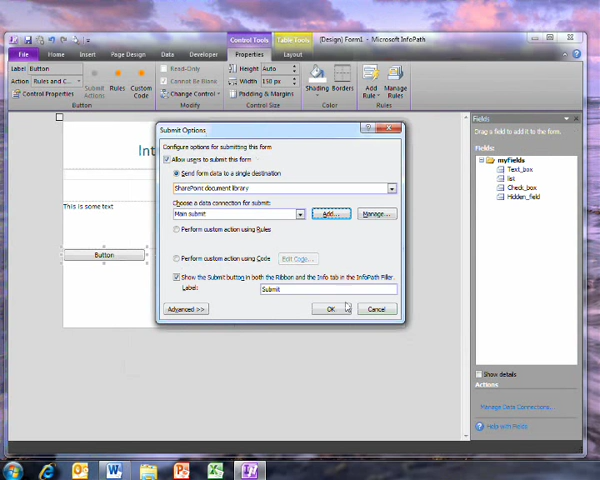 Control Tools Table Tools (Design) Form1 - Microsoft InfoPath
File Home Insert Page Design Data Developer Properties Layout
Label Button
Action Rules and C...
Control Properties
Submit Actions
Rules
Custom Code
Button
Read-Only
Cannot Be Blank
Change Control
Modify
Height Auto
Width 158 px
Padding & Margins
Control Size
Shading
Borders
Color
Add Rule
Manage Rules
Rules
Int
This is some text
Button
Submit Options
Configure options for submitting this form
Allow users to submit this form
Send form data to a single destination
SharePoint document library
Choose a data connection for submit:
Main submit
Add...
Manage...
Perform custom action using Rules
Perform custom action using Code
Edit Code...
Show the Submit button in both the Ribbon and the Info tab in the InfoPath Filler.
Label: Submit
Advanced >>
OK
Cancel
Fields
Drag a field to add it to the form.
Fields:
myFields
Text_box
list
Check_box
Hidden_field
Show details
Actions
Manage Data Connections...
Help with Fields